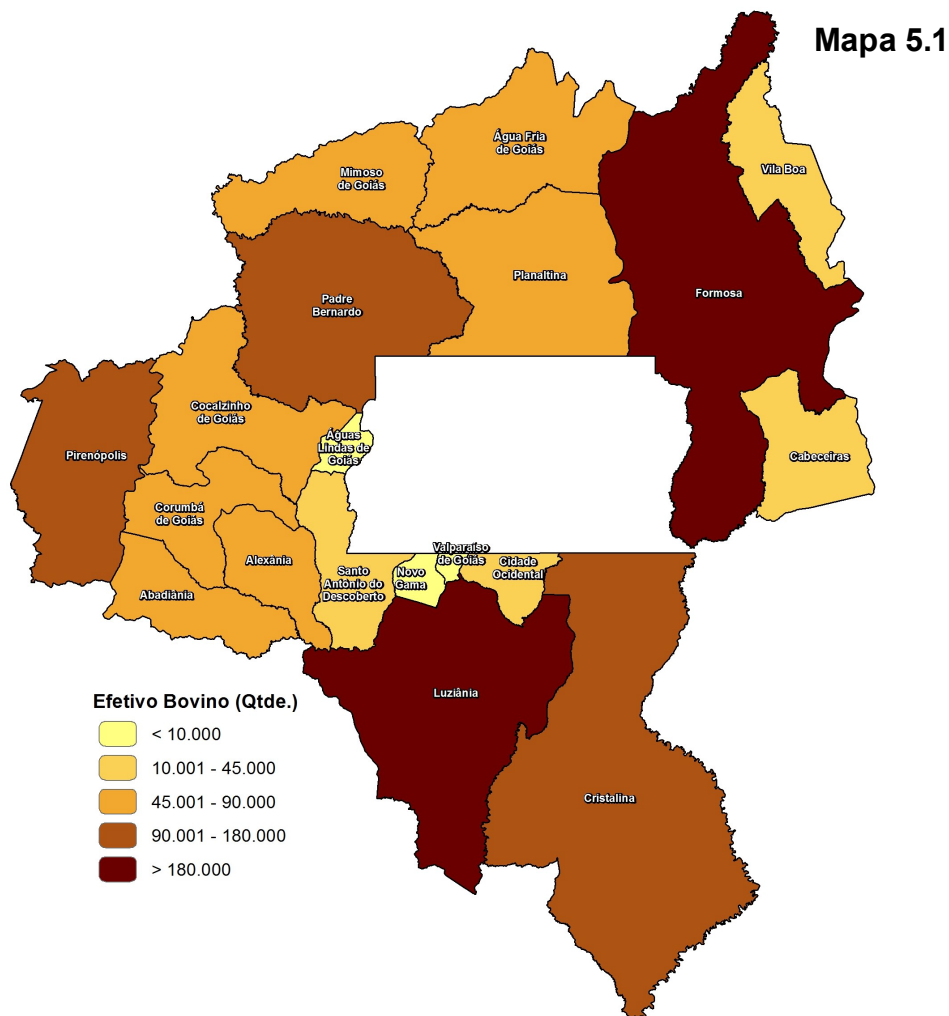 Mapa 5.1
Água Fria
de Goiás
Mimoso
de Goiás
Vila Boa
Planaltina
Padre
Bernardo
Formosa
Cocalzinho
de Goiás
Águas
Lindas de
Goiás
Pirenópolis
Cabeceiras
Corumbá
de Goiás
Alexânia
Abadiânia
Santo
Antônio do
Descoberto
Novo
Gama
Valparaíso
de Goiás
Cidade
Ocidental
Luziânia
Cristalina
Efetivo Bovino (Qtde.)
< 10.000
10.001 - 45.000
45.001 - 90.000
90.001 - 180.000
> 180.000